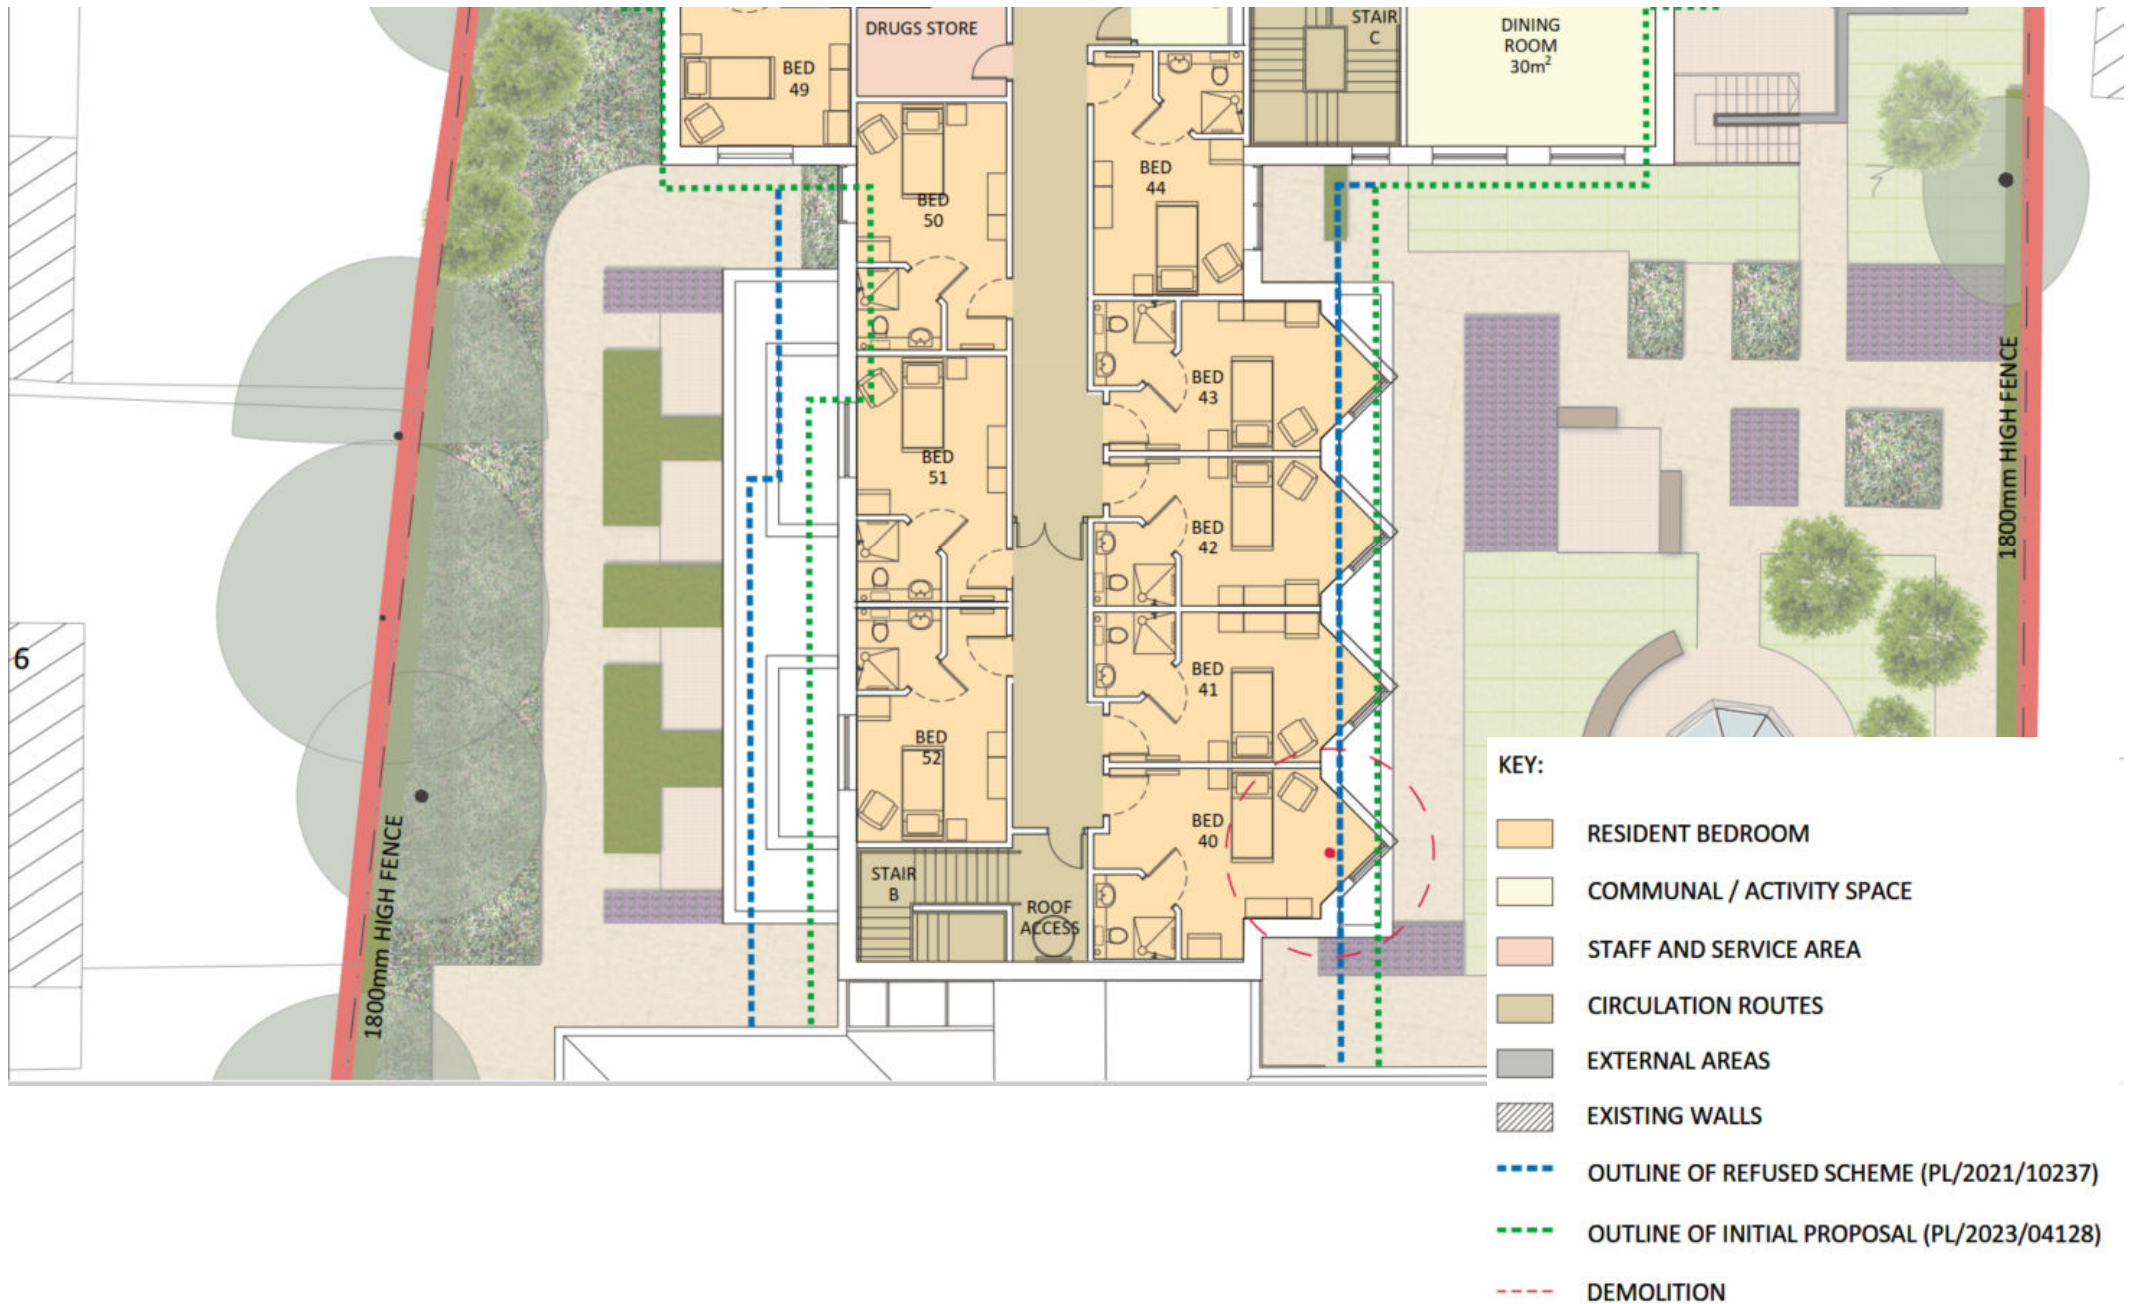 DRUGS STORE
STAIR
C
DINING
ROOM
30m²
BED
49
BED
50
BED
44
BED
43
BED
51
BED
42
BED
41
BED
52
BED
40
STAIR
B
ROOF
ACCESS
6
1800mm HIGH FENCE
1800mm HIGH FENCE
KEY:
RESIDENT BEDROOM
COMMUNAL / ACTIVITY SPACE
STAFF AND SERVICE AREA
CIRCULATION ROUTES
EXTERNAL AREAS
EXISTING WALLS
OUTLINE OF REFUSED SCHEME (PL/2021/10237)
OUTLINE OF INITIAL PROPOSAL (PL/2023/04128)
DEMOLITION